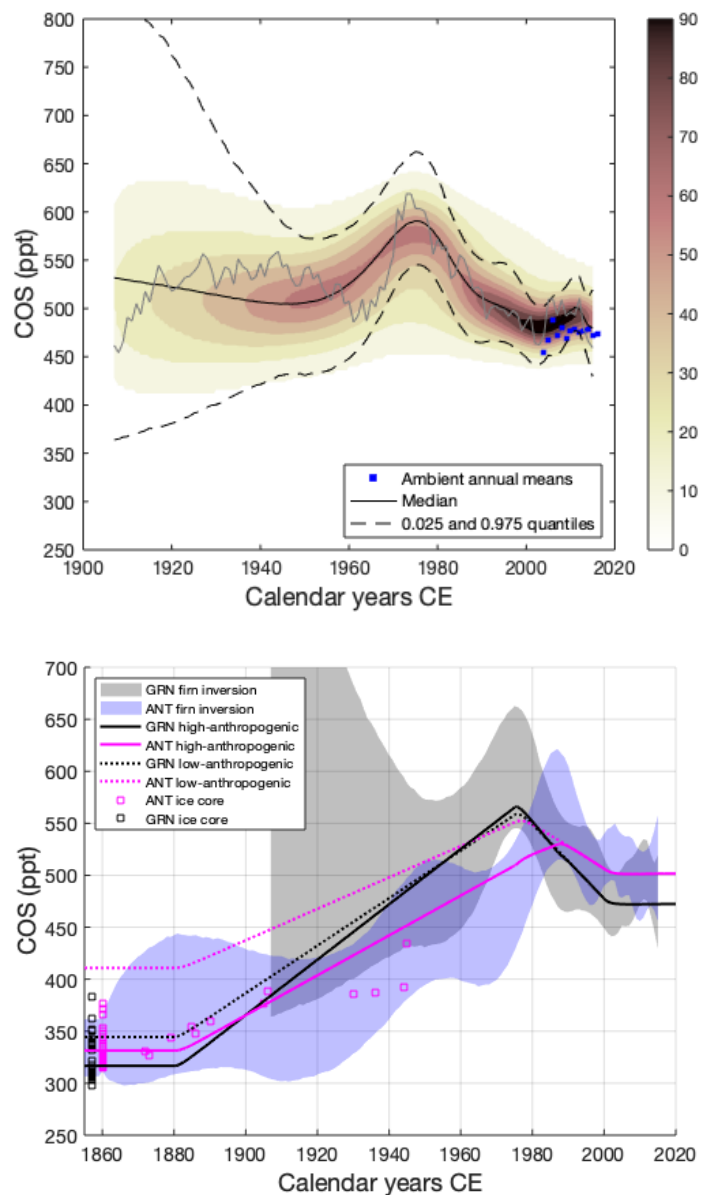 800
750
700
650
600
550
500
450
400
350
300
250
COS (ppt)
1900 1920 1940 1960 1980 2000 2020
Calendar years CE
Ambient annual means
Median
0.025 and 0.975 quantiles
90
80
70
60
50
40
30
20
10
0
700
650
600
550
500
450
400
350
300
250
COS (ppt)
GRN firn inversion
ANT firn inversion
GRN high-anthropogenic
ANT high-anthropogenic
GRN low-anthropogenic
ANT low-anthropogenic
ANT ice core
GRN ice core
1860 1880 1900 1920 1940 1960 1980 2000 2020
Calendar years CE